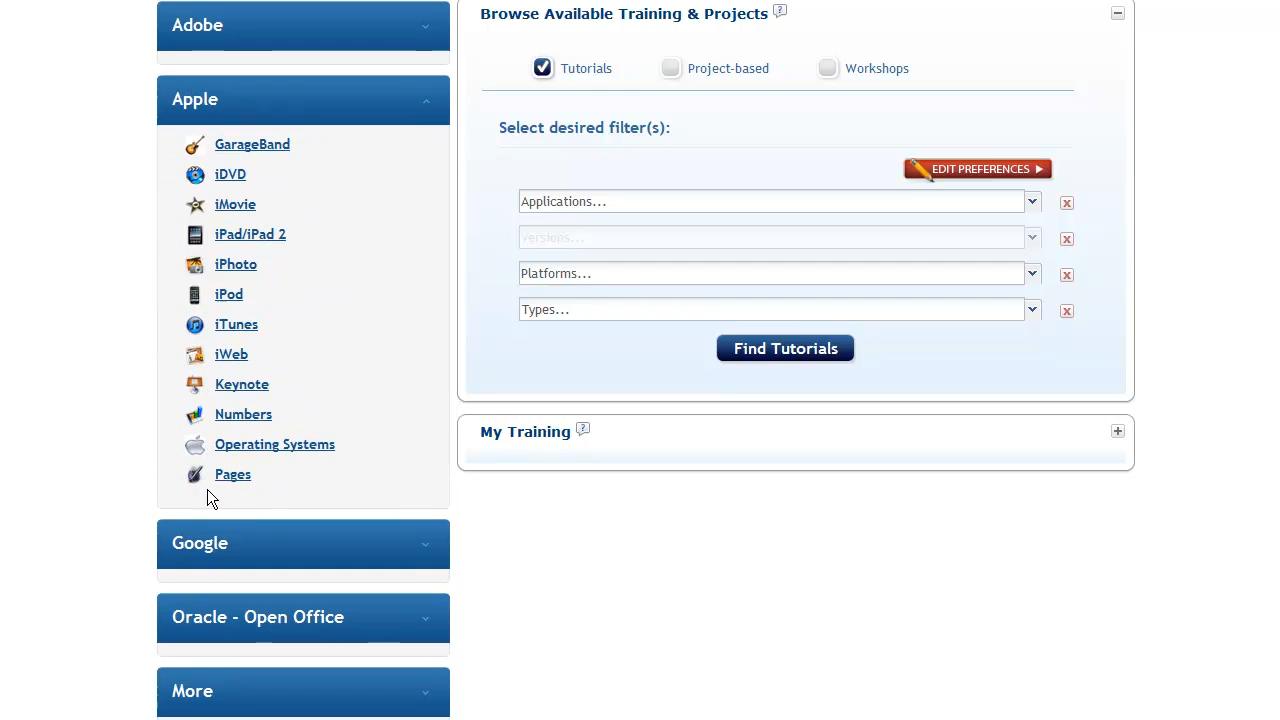 Adobe
Apple
GarageBand
iDVD
iMovie
iPad/iPad 2
iPhoto
iPod
iTunes
iWeb
Keynote
Numbers
Operating Systems
Pages
Google
Oracle - Open Office
More
Browse Available Training & Projects ?
Tutorials Project-based Workshops
Select desired filter(s):
EDIT PREFERENCES
Applications... x
Versions... x
Platforms... x
Types... x
Find Tutorials
My Training ?